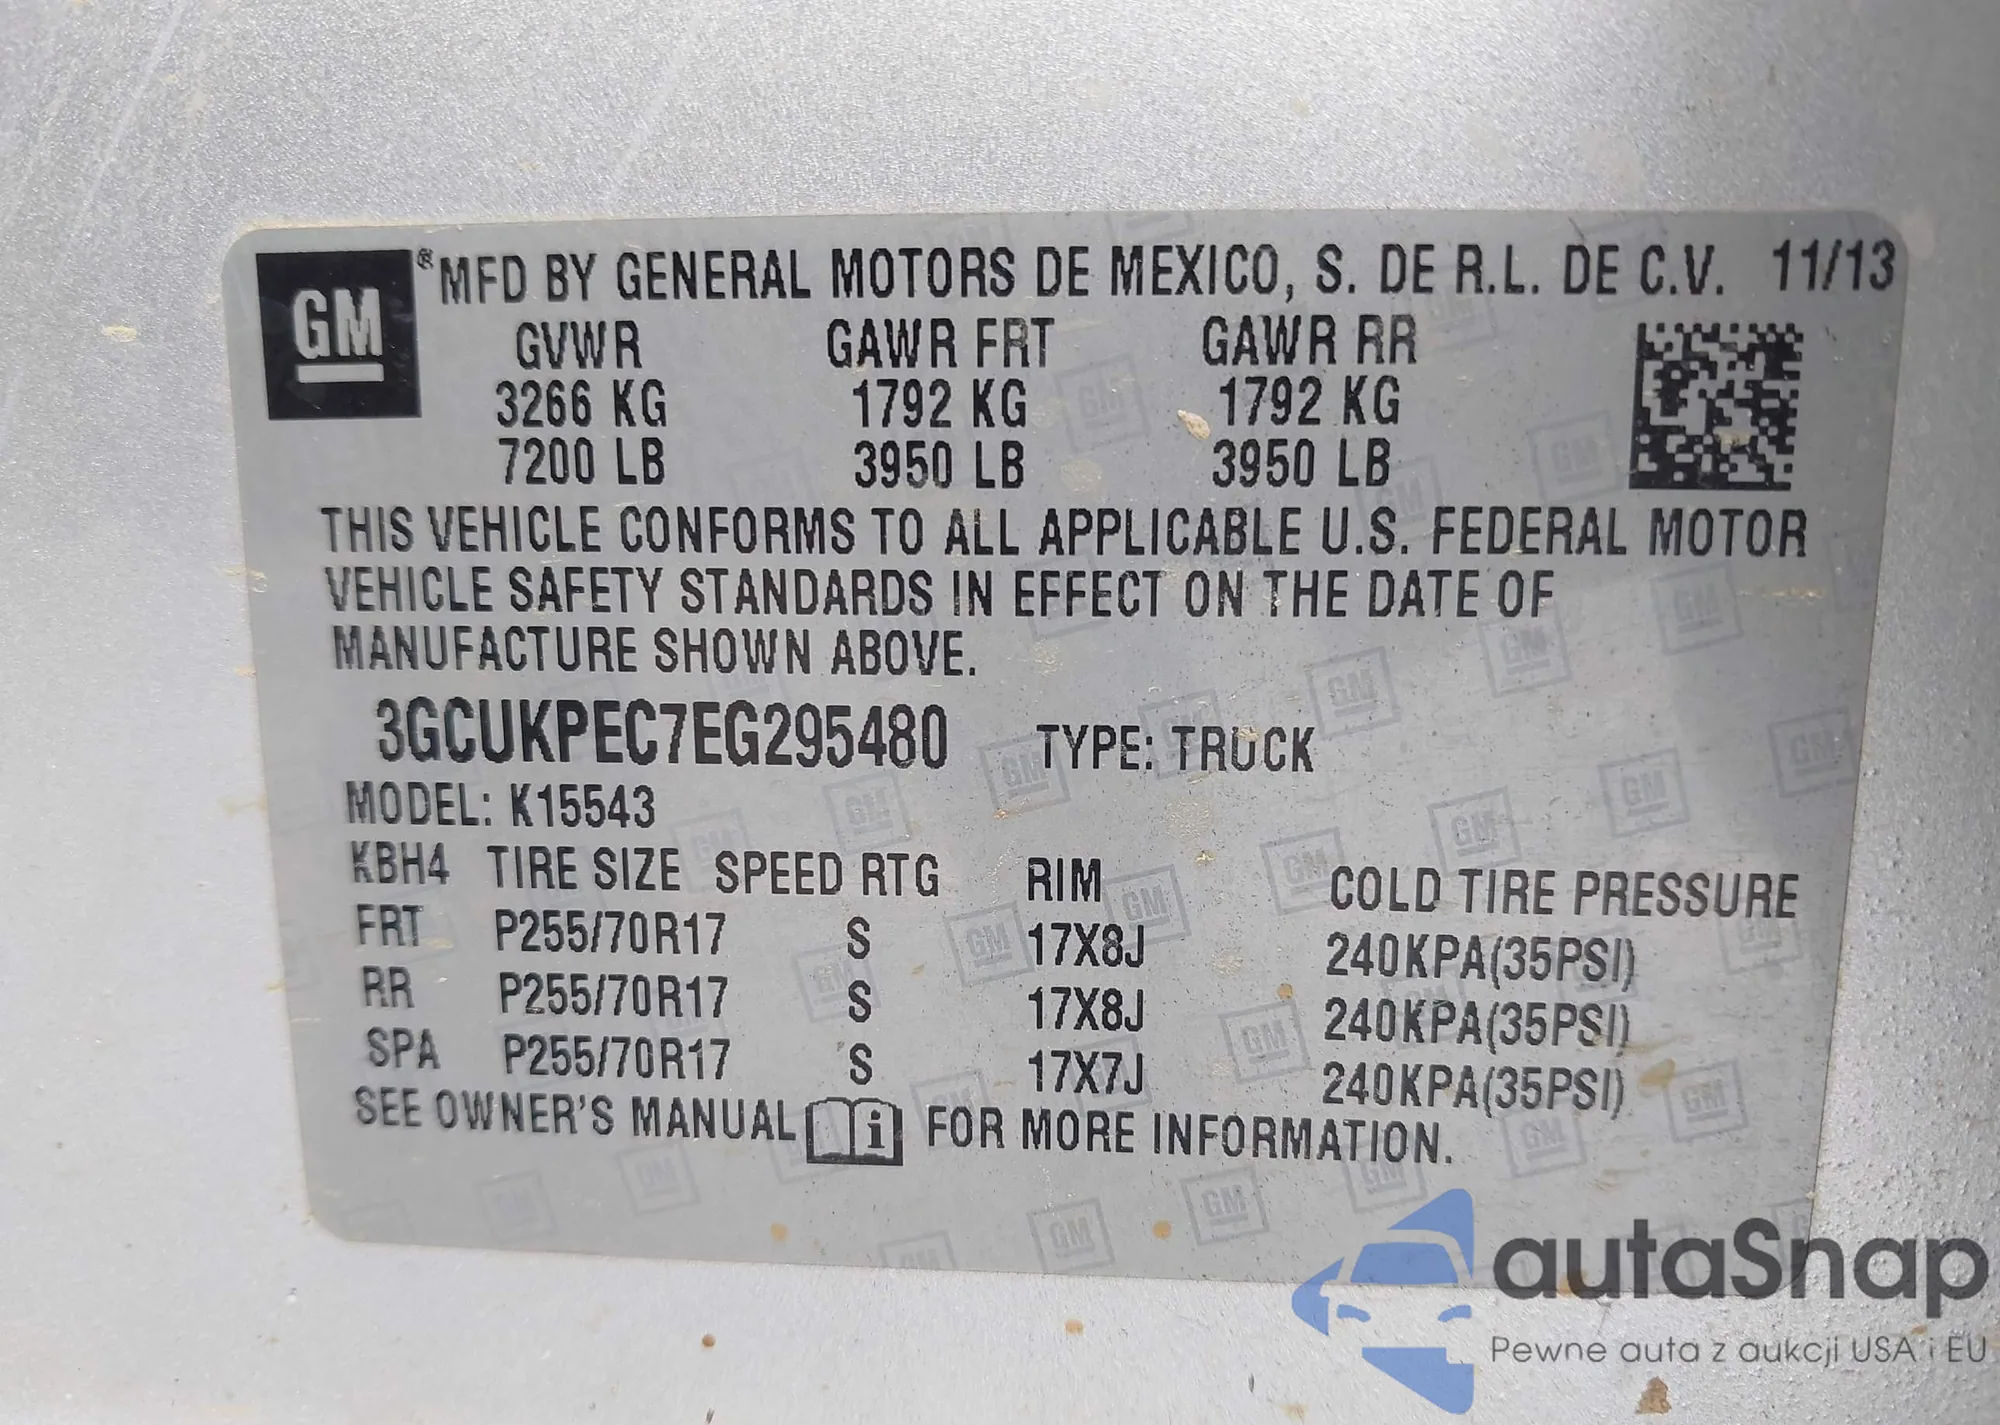 GM ® MFD BY GENERAL MOTORS DE MEXICO, S. DE R.L. DE C.V. 11/13
GVWR GAWR FRT GAWR RR
3266 KG 1792 KG 1792 KG
7200 LB 3950 LB 3950 LB
THIS VEHICLE CONFORMS TO ALL APPLICABLE U.S. FEDERAL MOTOR
VEHICLE SAFETY STANDARDS IN EFFECT ON THE DATE OF
MANUFACTURE SHOWN ABOVE.
3GCUKPEC7EG295480 TYPE: TRUCK
MODEL: K15543
KBH4 TIRE SIZE SPEED RTG RIM COLD TIRE PRESSURE
FRT P255/70R17 S 17X8J 240KPA(35PSI)
RR P255/70R17 S 17X8J 240KPA(35PSI)
SPA P255/70R17 S 17X7J 240KPA(35PSI)
SEE OWNER'S MANUAL i FOR MORE INFORMATION.
autaSnap
Pewne auta z aukcji USA i EU